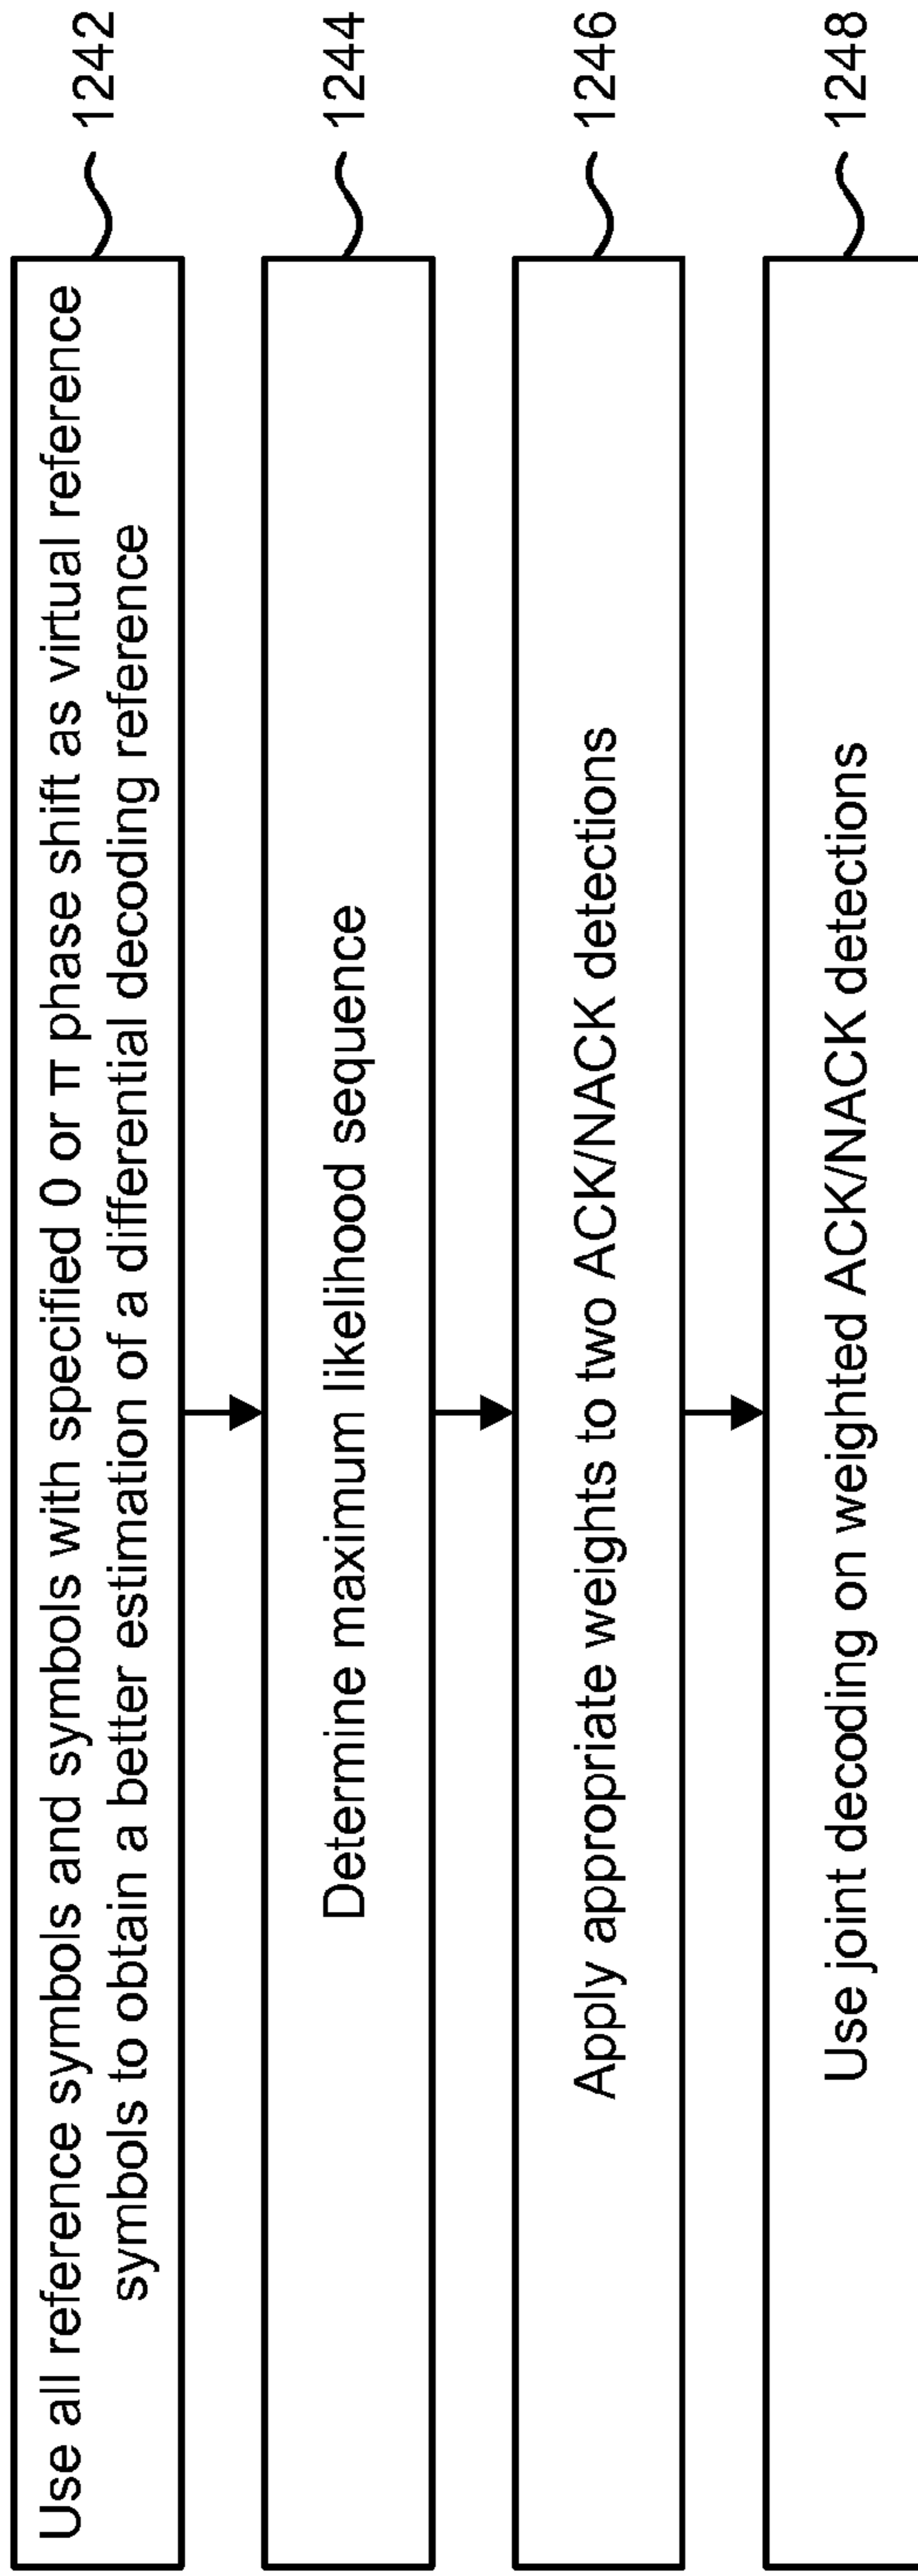 Use all reference symbols and symbols with specified 0 or π phase shift as virtual reference
symbols to obtain a better estimation of a differential decoding reference
1242
Determine maximum likelihood sequence
1244
Apply appropriate weights to two ACK/NACK detections
1246
Use joint decoding on weighted ACK/NACK detections
1248